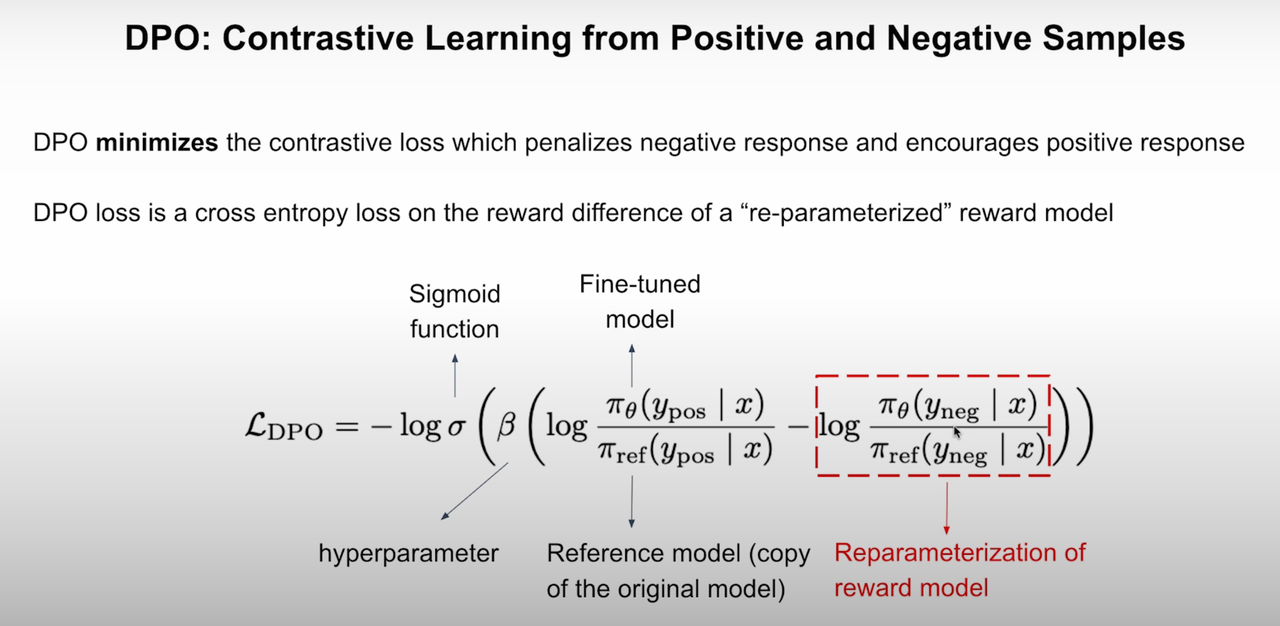 DPO: Contrastive Learning from Positive and Negative Samples
DPO minimizes the contrastive loss which penalizes negative response and encourages positive response
DPO loss is a cross entropy loss on the reward difference of a “re-parameterized” reward model
Sigmoid
function
Fine-tuned
model
$\mathcal{L}_{\text{DPO}} = -\log \sigma \left( \beta \left( \log \frac{\pi_\theta(y_{\text{pos}} \mid x)}{\pi_{\text{ref}}(y_{\text{pos}} \mid x)} - \log \frac{\pi_\theta(y_{\text{neg}} \mid x)}{\pi_{\text{ref}}(y_{\text{neg}} \mid x)} \right) \right)$
hyperparameter
Reference model (copy
of the original model)
Reparameterization of
reward model